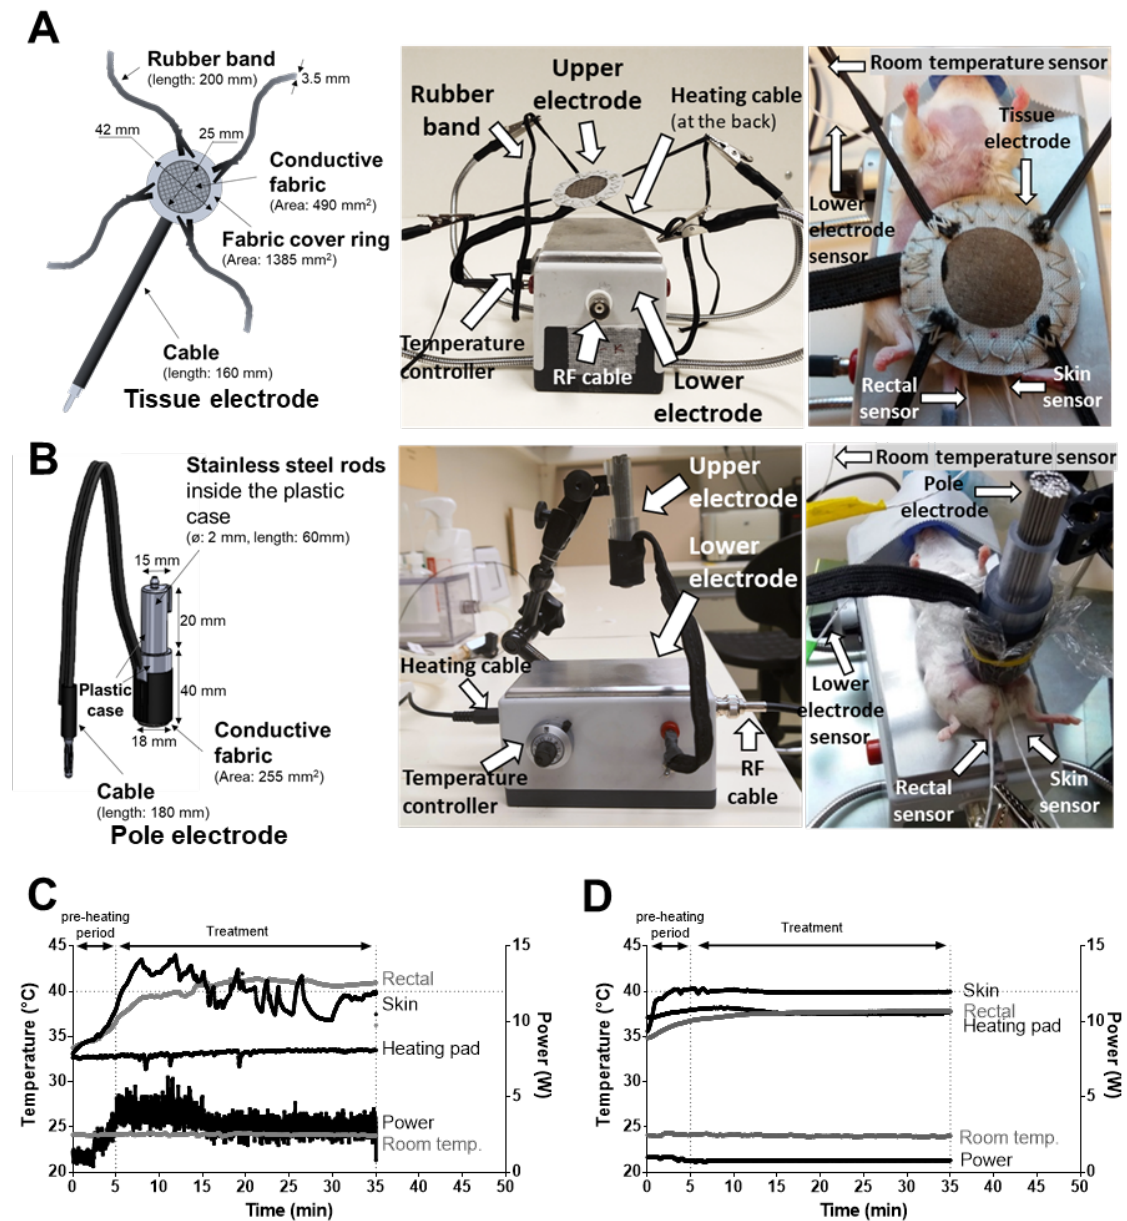 A
Rubber band
(length: 200 mm)
3.5 mm
42 mm
25 mm
Conductive
fabric
(Area: 490 mm²)
Fabric cover ring
(Area: 1385 mm²)
Cable
(length: 160 mm)
Tissue electrode
Upper
electrode
Rubber
band
Heating cable
(at the back)
Temperature
controller
RF cable
Lower
electrode
Room temperature sensor
Tissue
electrode
Lower
electrode
sensor
Rectal
sensor
Skin
sensor
B
Stainless steel rods
inside the plastic
case
(ø: 2 mm, length: 60mm)
15 mm
20 mm
Plastic
case
40 mm
18 mm
Conductive
fabric
(Area: 255 mm²)
Cable
(length: 180 mm)
Pole electrode
Upper
electrode
Lower
electrode
Heating cable
Temperature
controller
RF
cable
Room temperature sensor
Pole
electrode
Lower
electrode
sensor
Rectal
sensor
Skin
sensor
C
pre-heating
period
Treatment
45
40
35
30
25
20
Temperature (°C)
15
10
5
0
Power (W)
Rectal
Skin
Heating pad
Power
Room temp.
0 5 10 15 20 25 30 35 40 45 50
Time (min)
D
pre-heating
period
Treatment
45
40
35
30
25
20
Temperature (°C)
15
10
5
0
Power (W)
Skin
Rectal
Heating pad
Room temp.
Power
0 5 10 15 20 25 30 35 40 45 50
Time (min)